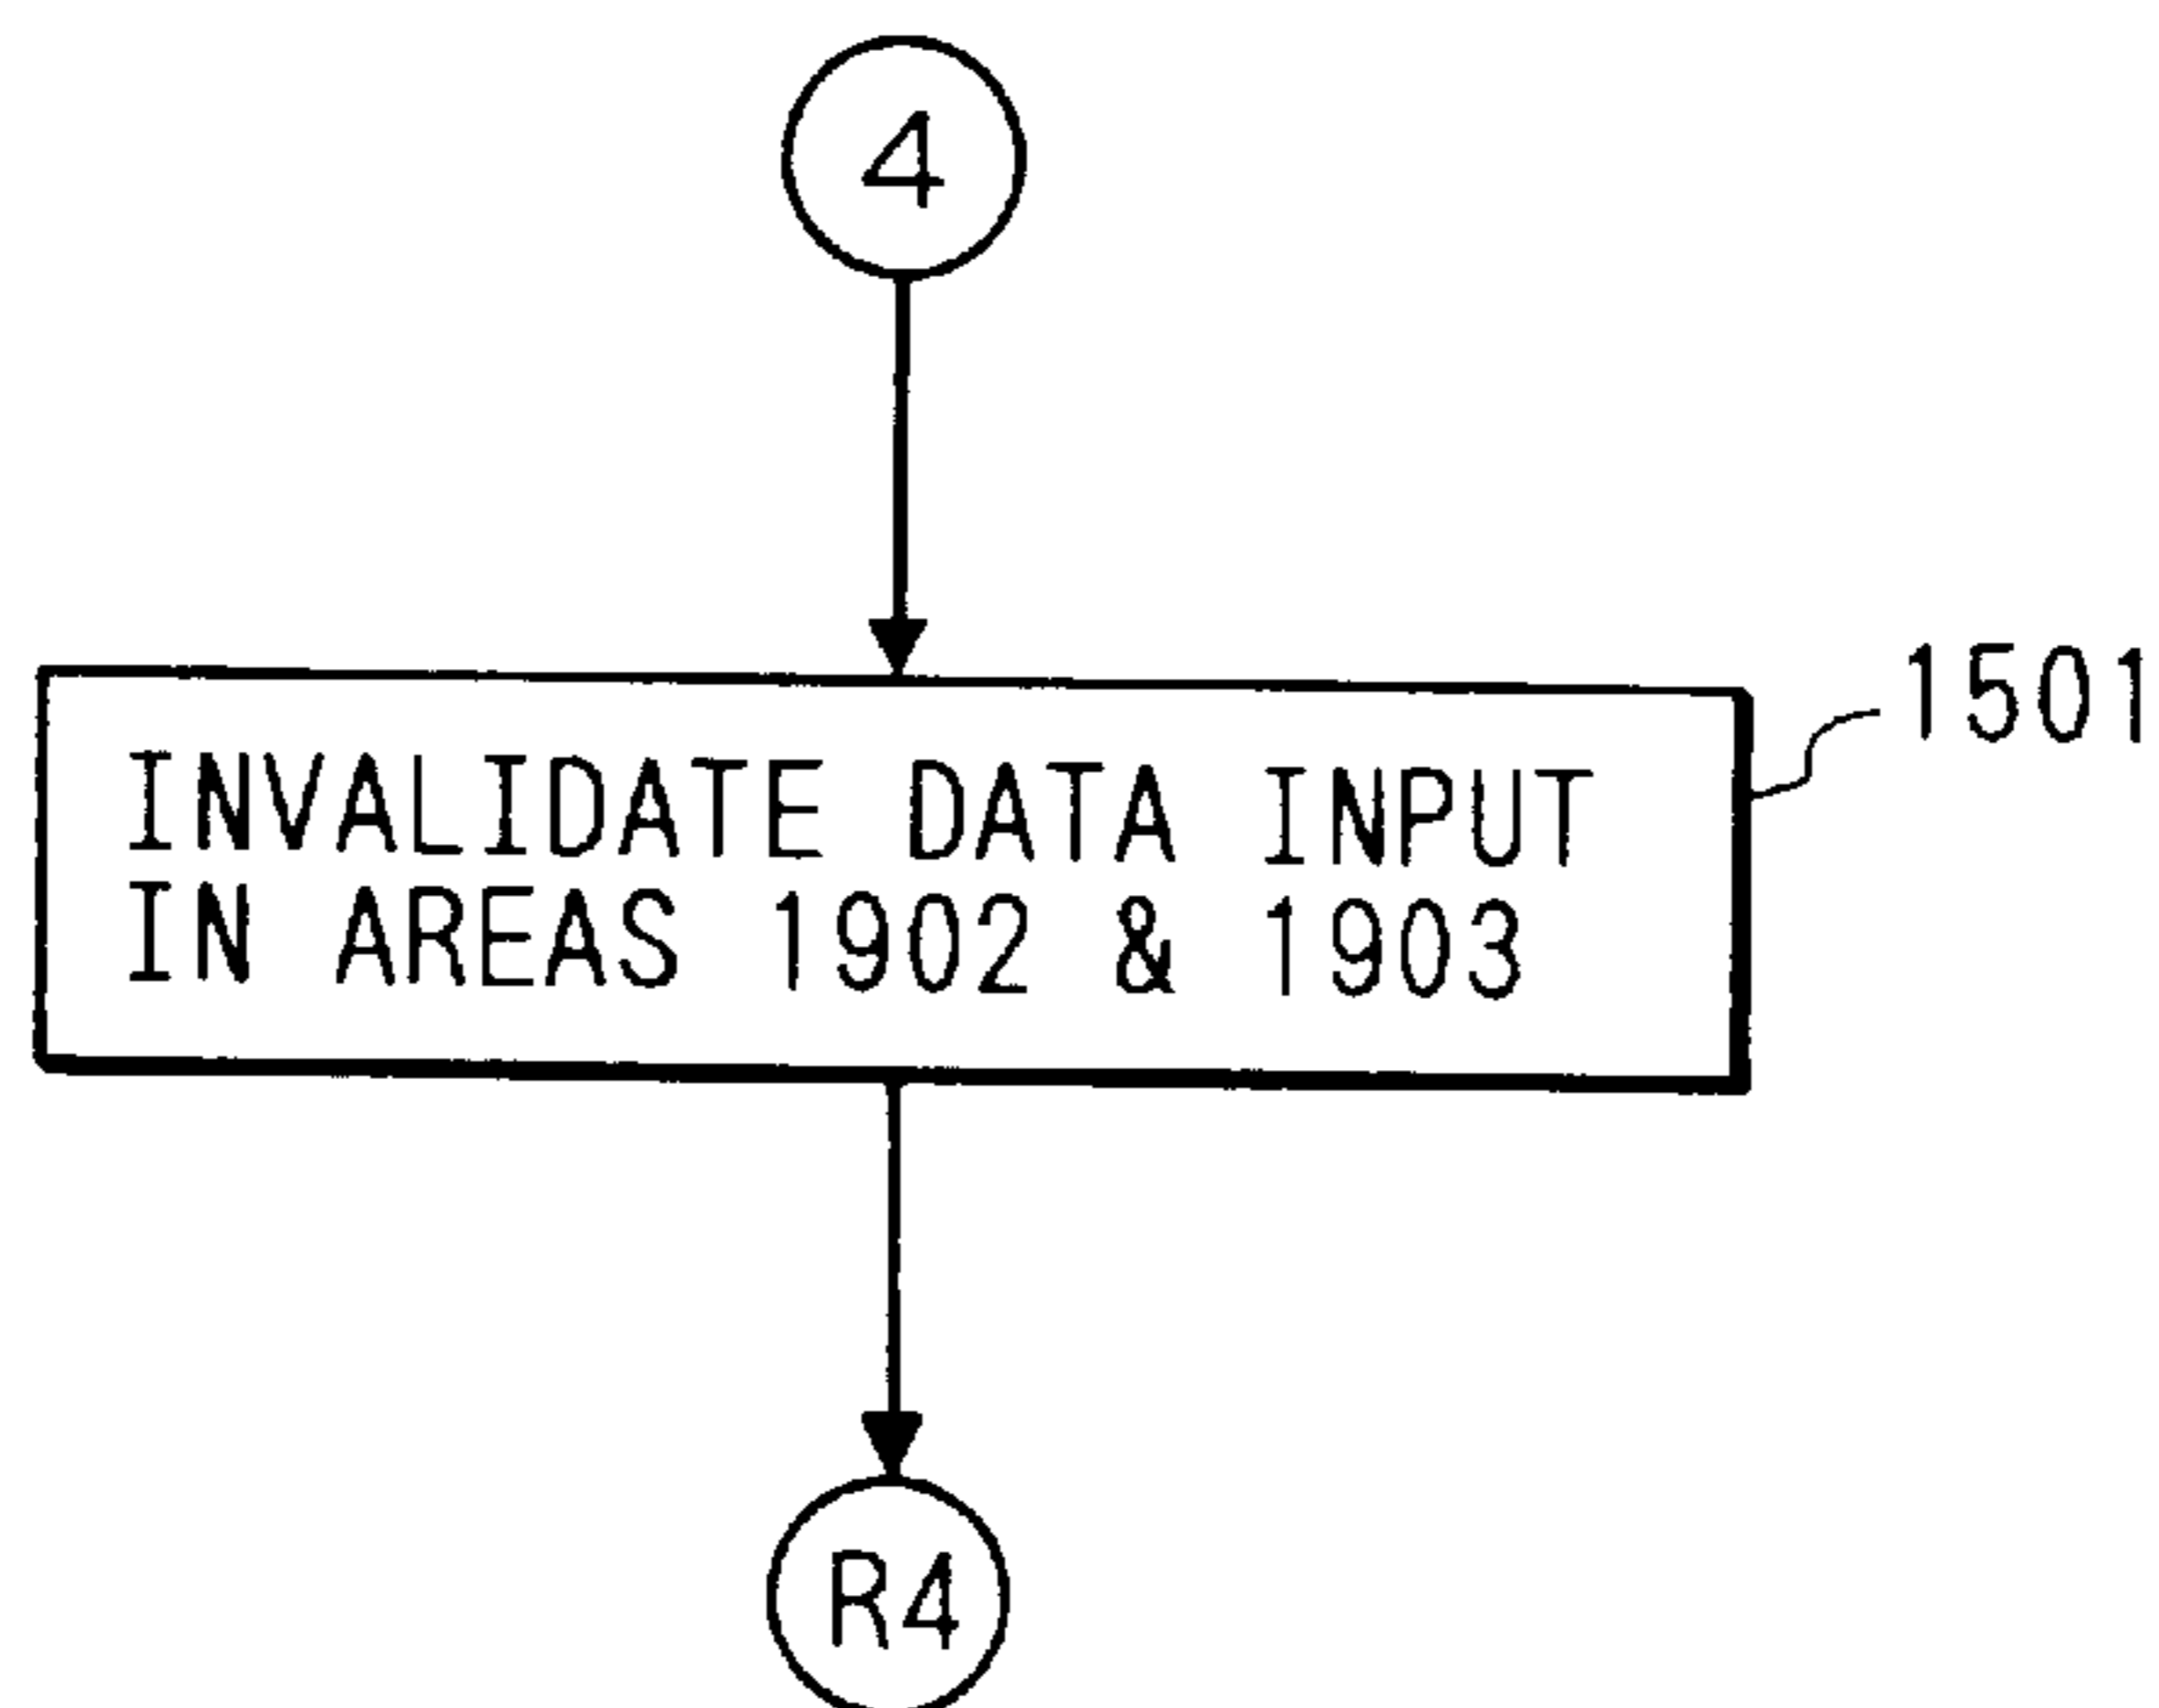 4
1501
INVALIDATE DATA INPUT
IN AREAS 1902 & 1903
R4